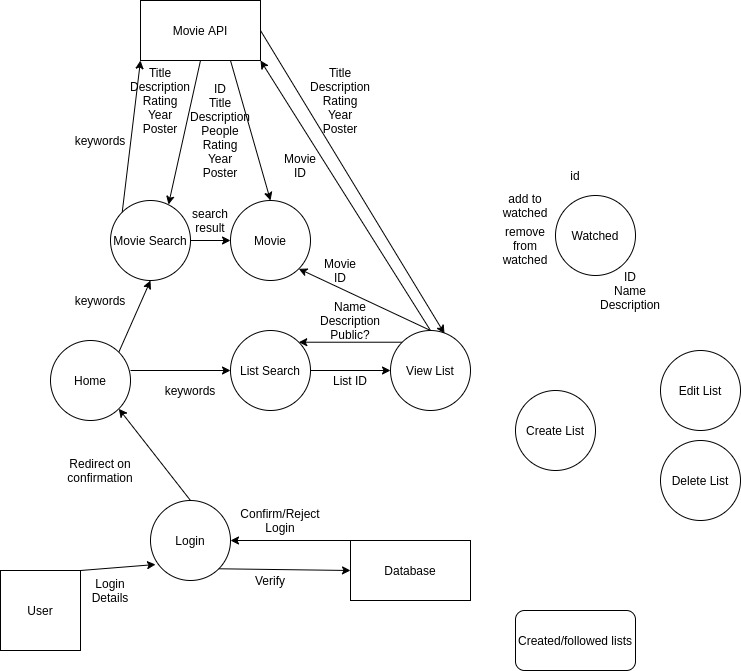 Movie API
Title
Description
Rating
Year
Poster
ID
Title
Description
People
Rating
Year
Poster
Title
Description
Rating
Year
Poster
keywords
Movie
ID
id
add to
watched
remove
from
watched
Watched
ID
Name
Description
search
result
Movie Search
Movie
Movie
ID
keywords
Name
Description
Public?
Home
keywords
List Search
List ID
View List
Edit List
Create List
Delete List
Redirect on
confirmation
Confirm/Reject
Login
Login
Verify
Database
Login
Details
User
Created/followed lists